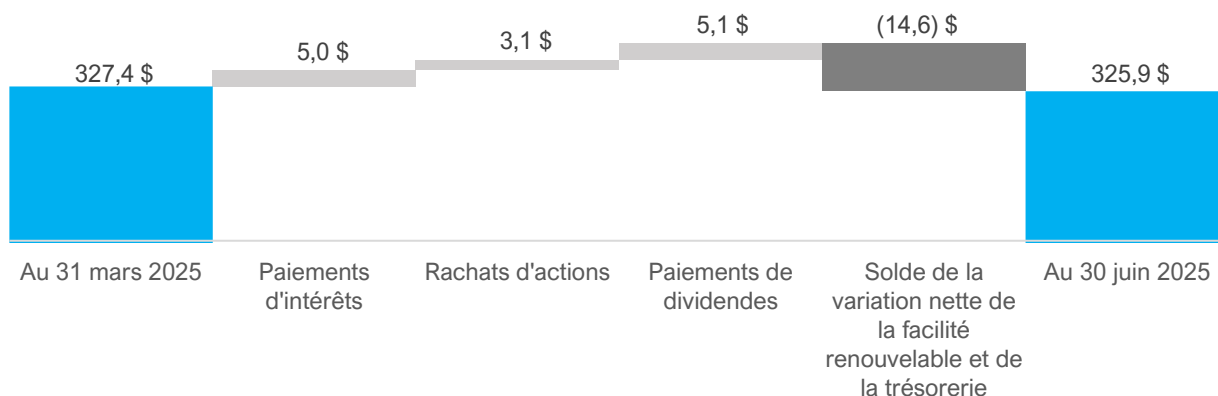 327,4 $
5,0 $
3,1 $
5,1 $
(14,6) $
325,9 $
Au 31 mars 2025
Paiements
d'intérêts
Rachats d'actions
Paiements de
dividendes
Solde de la
variation nette de
la facilité
renouvelable et de
la trésorerie
Au 30 juin 2025